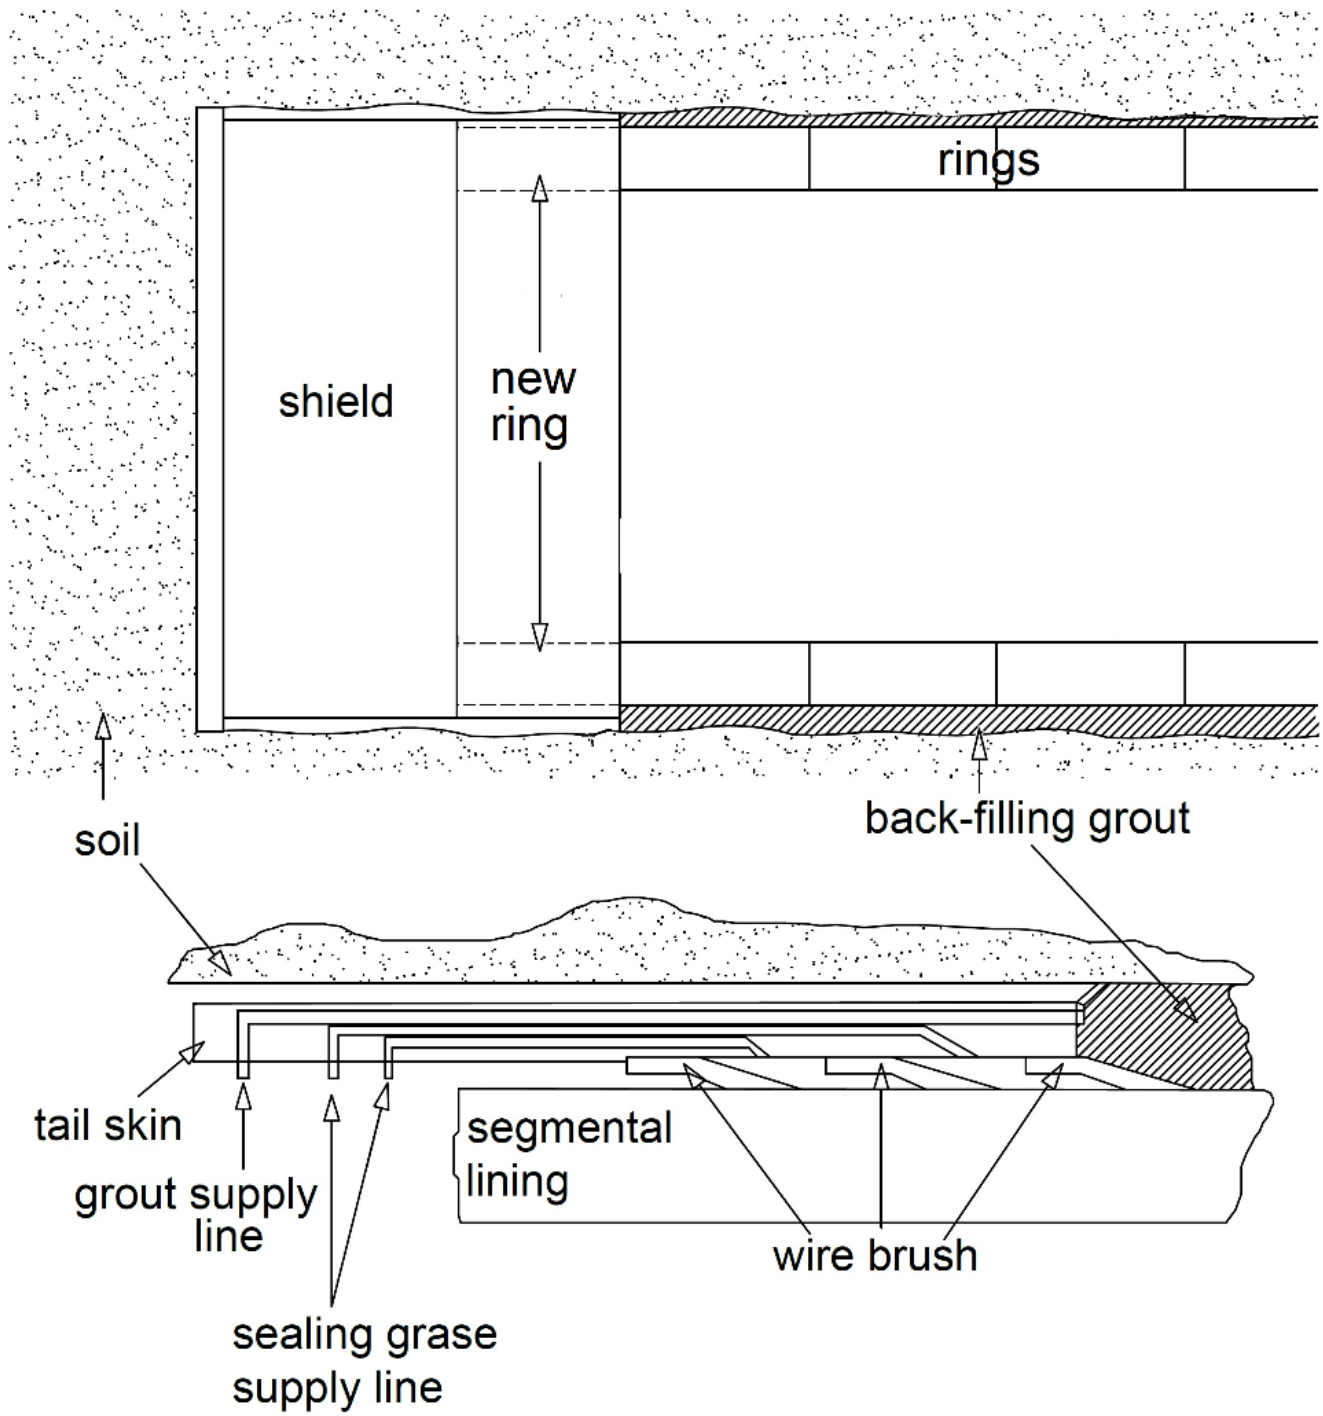 rings
shield
new
ring
back-filling grout
soil
tail skin
segmental
lining
grout supply
line
wire brush
sealing grase
supply line